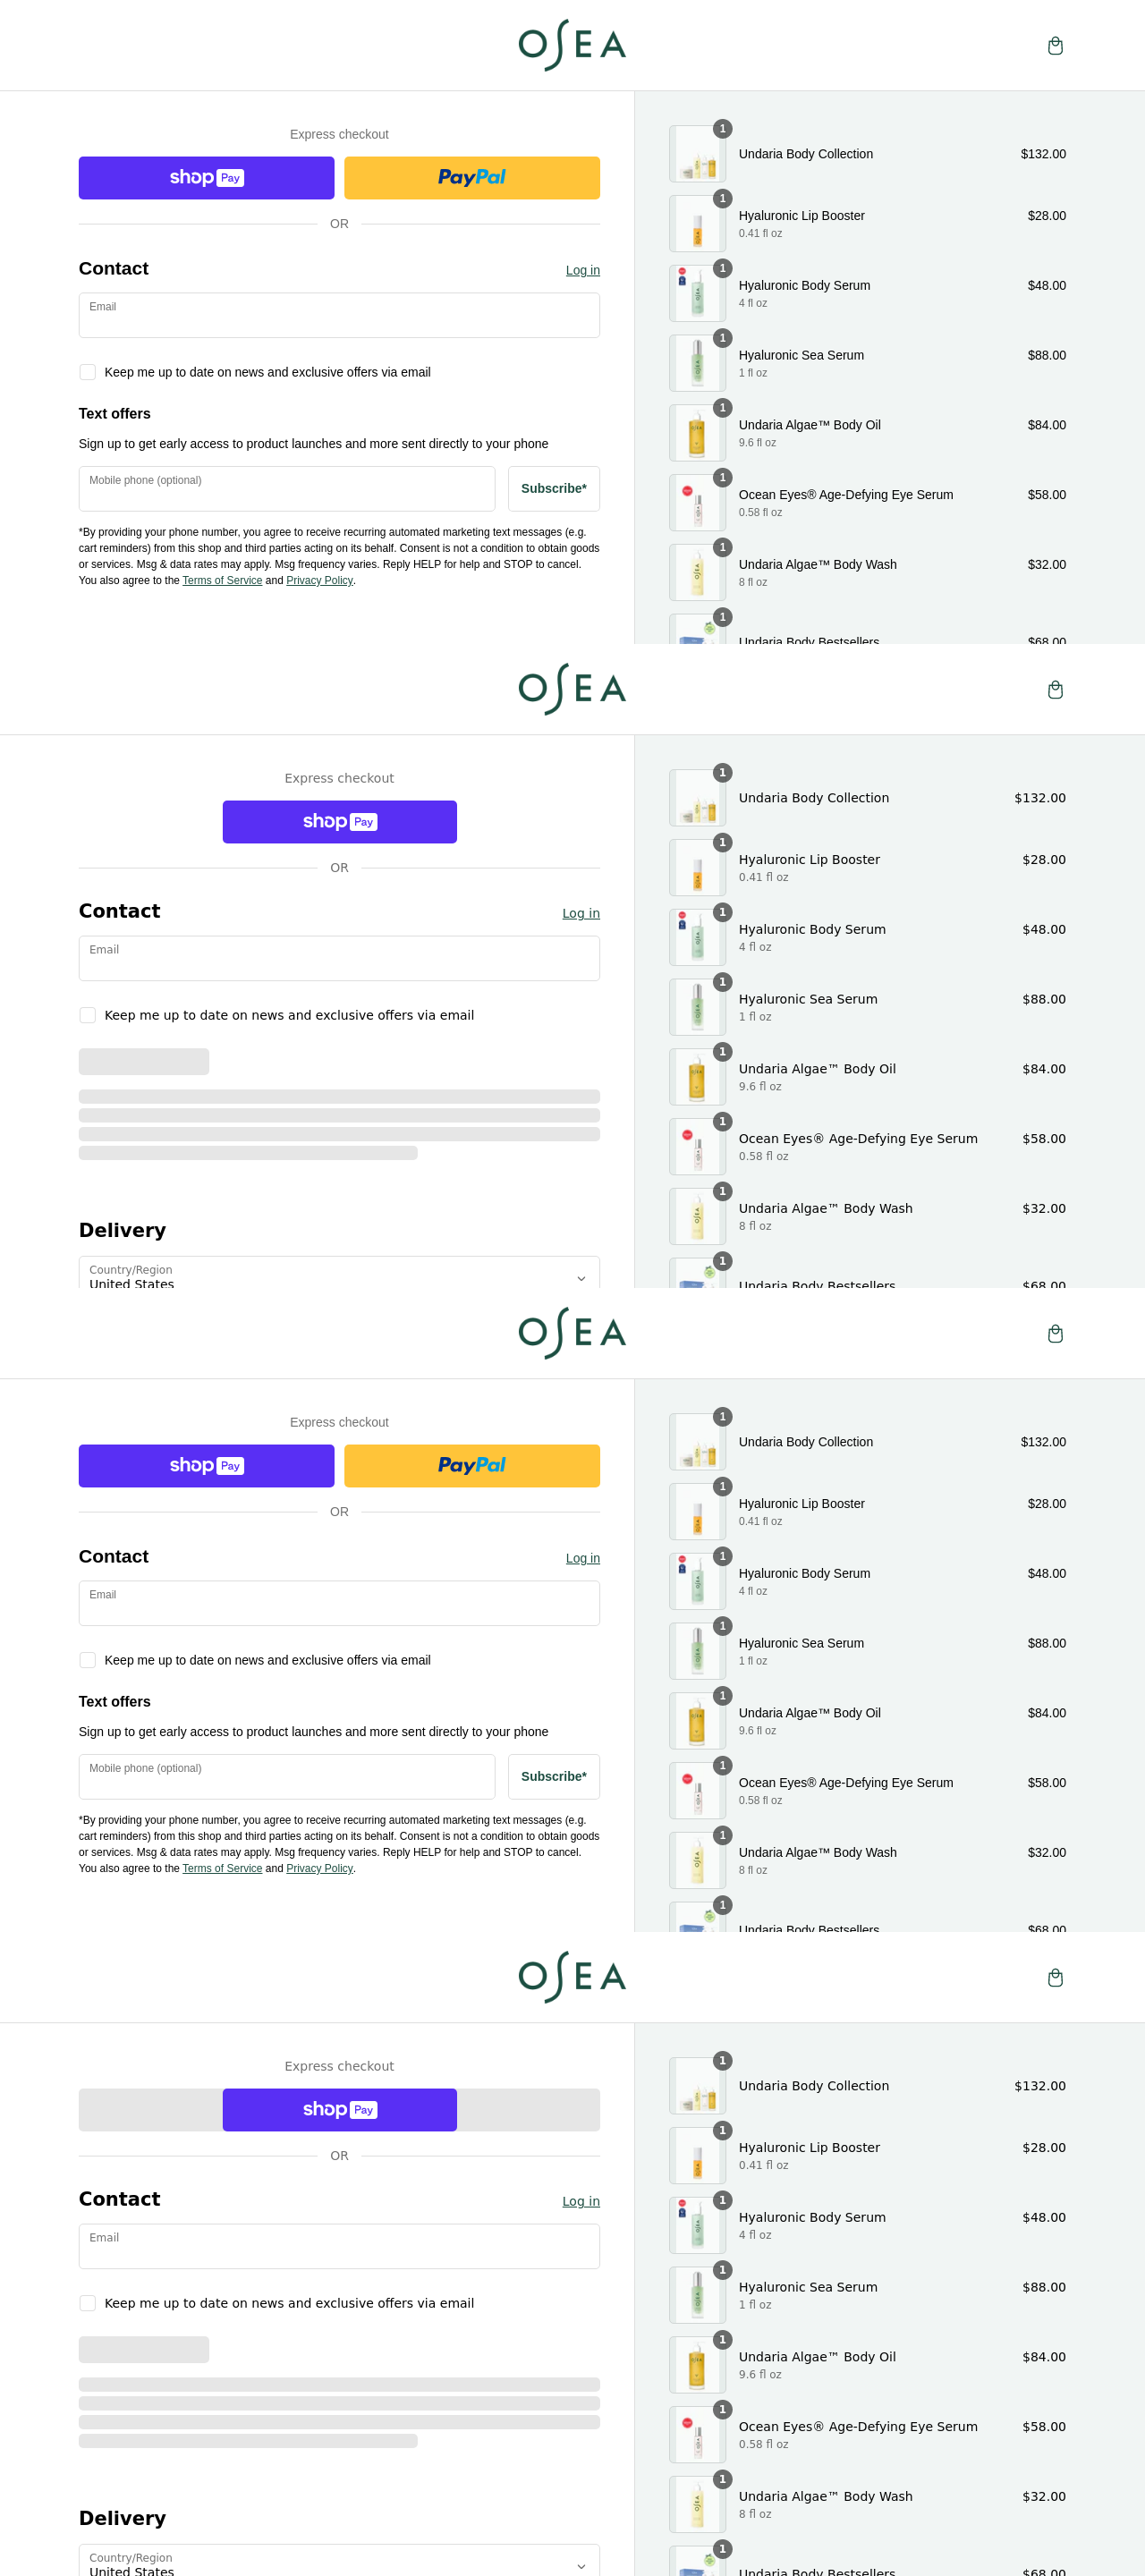 OSEA
Express checkout
shop Pay
PayPal
OR
Contact
Log in
Email
Keep me up to date on news and exclusive offers via email
Text offers
Sign up to get early access to product launches and more sent directly to your phone
Mobile phone (optional)
Subscribe*
*By providing your phone number, you agree to receive recurring automated marketing text messages (e.g.
cart reminders) from this shop and third parties acting on its behalf. Consent is not a condition to obtain goods
or services. Msg & data rates may apply. Msg frequency varies. Reply HELP for help and STOP to cancel.
You also agree to the Terms of Service and Privacy Policy.
1
Undaria Body Collection
$132.00
1
Hyaluronic Lip Booster
0.41 fl oz
$28.00
1
Hyaluronic Body Serum
4 fl oz
$48.00
1
Hyaluronic Sea Serum
1 fl oz
$88.00
1
Undaria Algae™ Body Oil
9.6 fl oz
$84.00
1
Ocean Eyes® Age-Defying Eye Serum
0.58 fl oz
$58.00
1
Undaria Algae™ Body Wash
8 fl oz
$32.00
1
Undaria Body Bestsellers
$68.00
OSEA
Express checkout
shop Pay
OR
Contact
Log in
Email
Keep me up to date on news and exclusive offers via email
Delivery
Country/Region
United States
1
Undaria Body Collection
$132.00
1
Hyaluronic Lip Booster
0.41 fl oz
$28.00
1
Hyaluronic Body Serum
4 fl oz
$48.00
1
Hyaluronic Sea Serum
1 fl oz
$88.00
1
Undaria Algae™ Body Oil
9.6 fl oz
$84.00
1
Ocean Eyes® Age-Defying Eye Serum
0.58 fl oz
$58.00
1
Undaria Algae™ Body Wash
8 fl oz
$32.00
1
Undaria Body Bestsellers
$68.00
OSEA
Express checkout
shop Pay
PayPal
OR
Contact
Log in
Email
Keep me up to date on news and exclusive offers via email
Text offers
Sign up to get early access to product launches and more sent directly to your phone
Mobile phone (optional)
Subscribe*
*By providing your phone number, you agree to receive recurring automated marketing text messages (e.g.
cart reminders) from this shop and third parties acting on its behalf. Consent is not a condition to obtain goods
or services. Msg & data rates may apply. Msg frequency varies. Reply HELP for help and STOP to cancel.
You also agree to the Terms of Service and Privacy Policy.
1
Undaria Body Collection
$132.00
1
Hyaluronic Lip Booster
0.41 fl oz
$28.00
1
Hyaluronic Body Serum
4 fl oz
$48.00
1
Hyaluronic Sea Serum
1 fl oz
$88.00
1
Undaria Algae™ Body Oil
9.6 fl oz
$84.00
1
Ocean Eyes® Age-Defying Eye Serum
0.58 fl oz
$58.00
1
Undaria Algae™ Body Wash
8 fl oz
$32.00
1
Undaria Body Bestsellers
$68.00
OSEA
Express checkout
shop Pay
OR
Contact
Log in
Email
Keep me up to date on news and exclusive offers via email
Delivery
Country/Region
United States
1
Undaria Body Collection
$132.00
1
Hyaluronic Lip Booster
0.41 fl oz
$28.00
1
Hyaluronic Body Serum
4 fl oz
$48.00
1
Hyaluronic Sea Serum
1 fl oz
$88.00
1
Undaria Algae™ Body Oil
9.6 fl oz
$84.00
1
Ocean Eyes® Age-Defying Eye Serum
0.58 fl oz
$58.00
1
Undaria Algae™ Body Wash
8 fl oz
$32.00
1
Undaria Body Bestsellers
$68.00